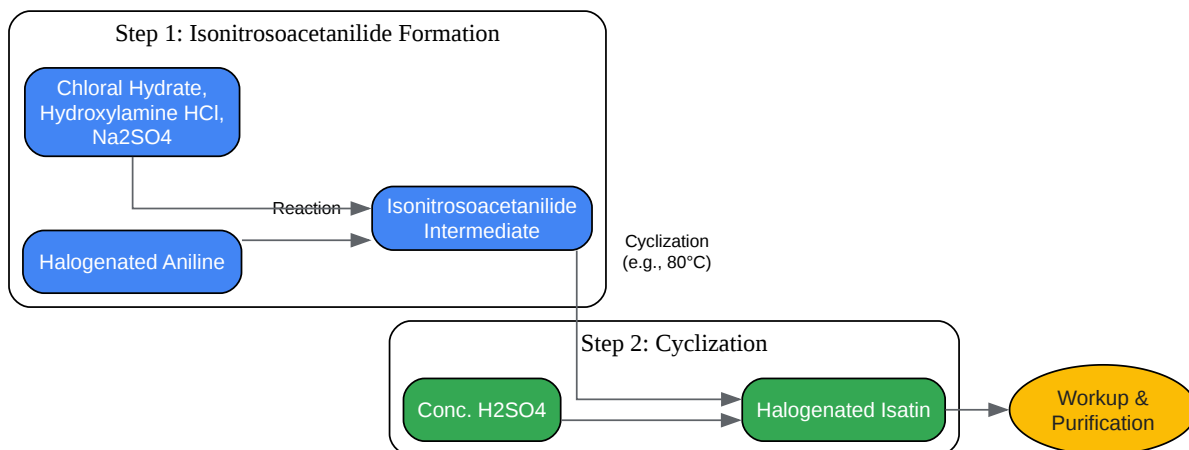 Step 1: Isonitrosoacetanilide Formation
Chloral Hydrate,
Hydroxylamine HCl,
Na2SO4
Reaction
Isonitrosoacetanilide
Intermediate
Halogenated Aniline
Cyclization
(e.g., 80°C)
Step 2: Cyclization
Conc. H2SO4
Halogenated Isatin
Workup &
Purification